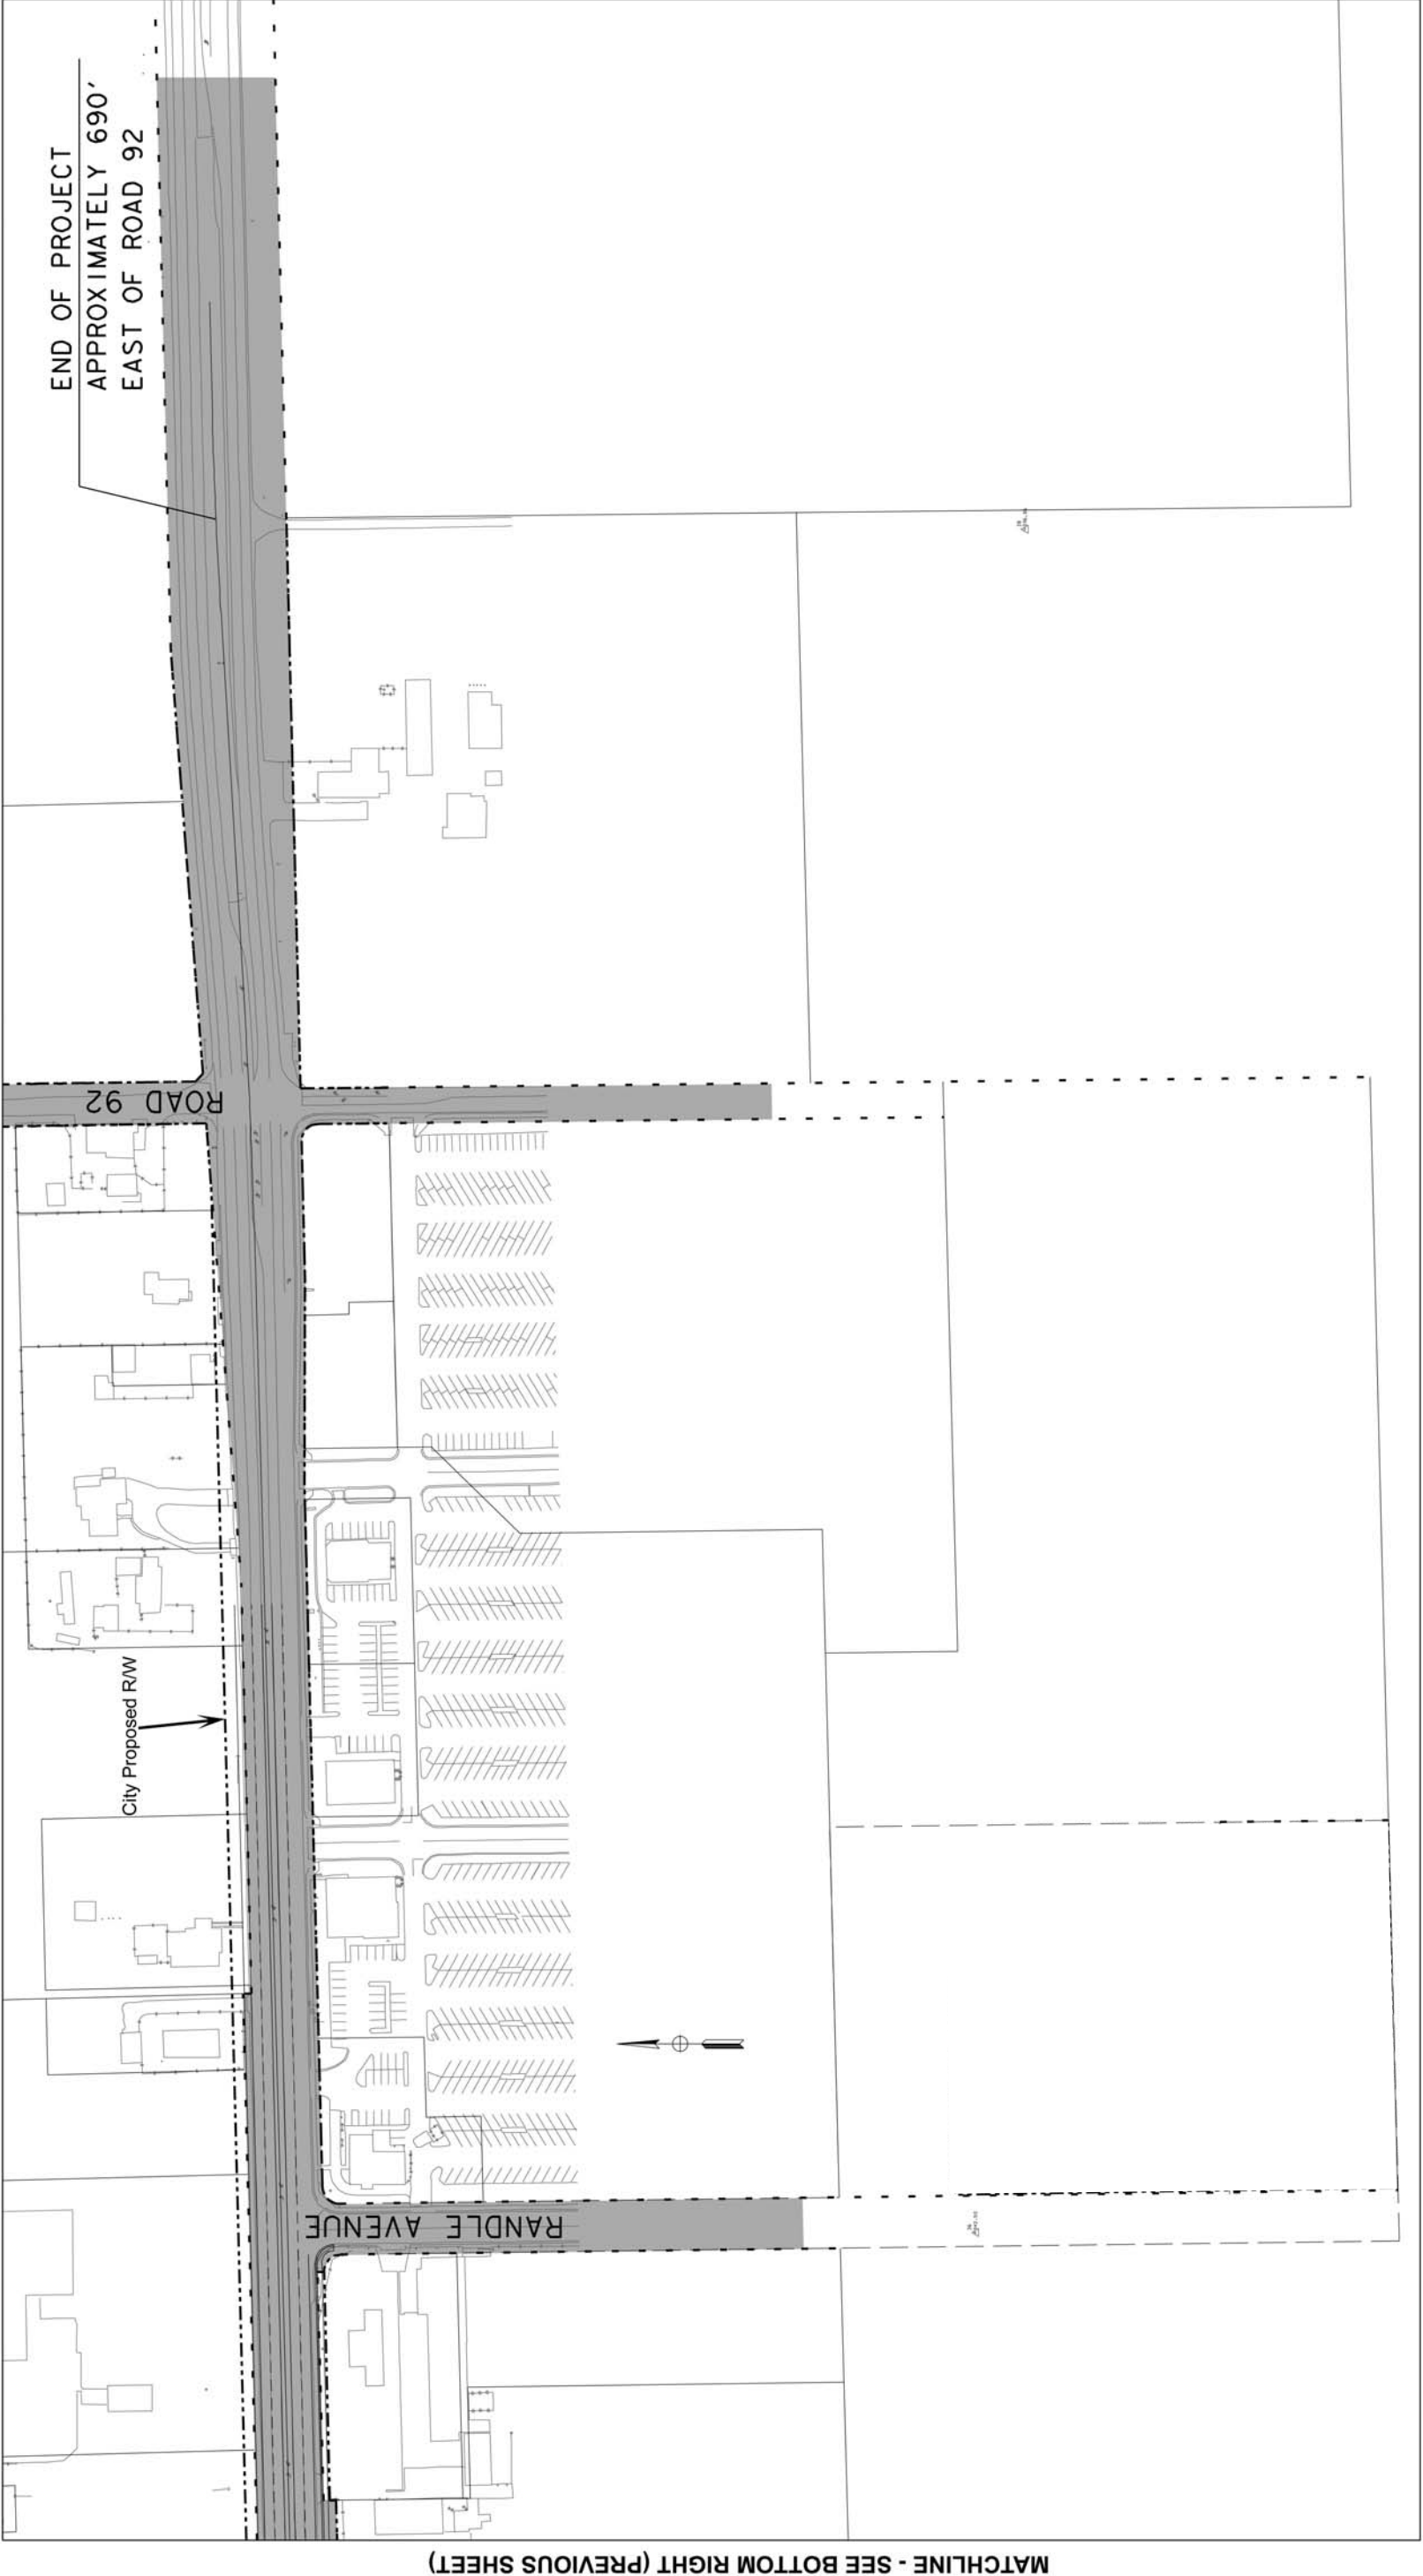 END OF PROJECT
APPROXIMATELY 690'
EAST OF ROAD 92
ROAD 92
City Proposed R/W
RANDLE AVENUE
MATCHLINE - SEE BOTTOM RIGHT (PREVIOUS SHEET)